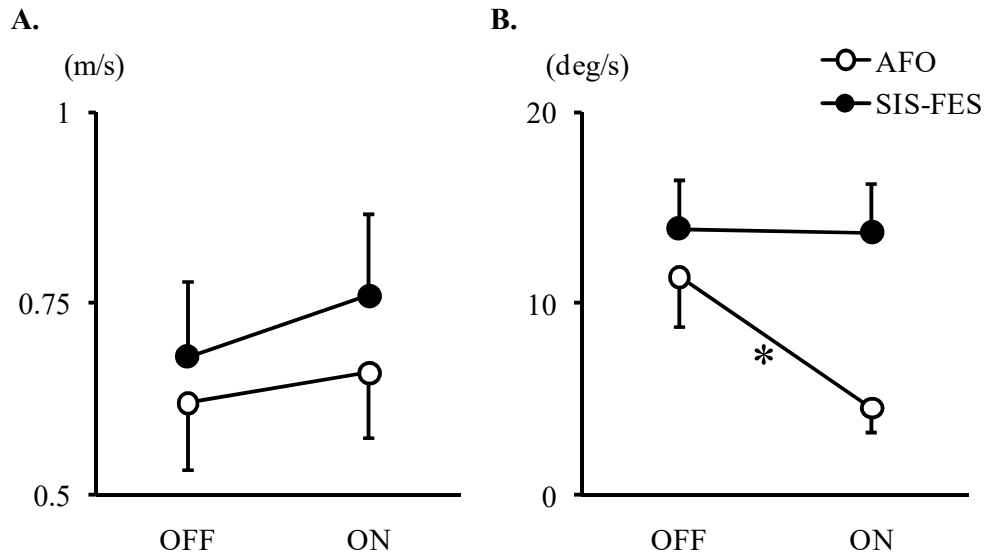 A.
(m/s)
1
0.75
0.5
OFF
ON
B.
(deg/s)
AFO
SIS-FES
20
10
0
*
OFF
ON